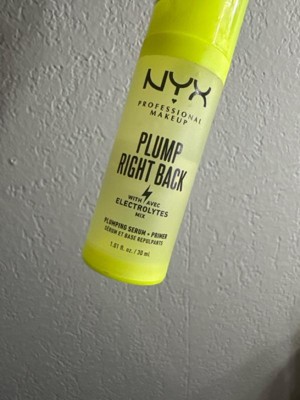 NYX
PROFESSIONAL
MAKEUP
PLUMP
RIGHT BACK
WITH AVEC
ELECTROLYTES
MIX
PLUMPING SERUM + PRIMER
SÉRUM ET BASE REPULPANTS
1.01 fl. oz. / 30 ml